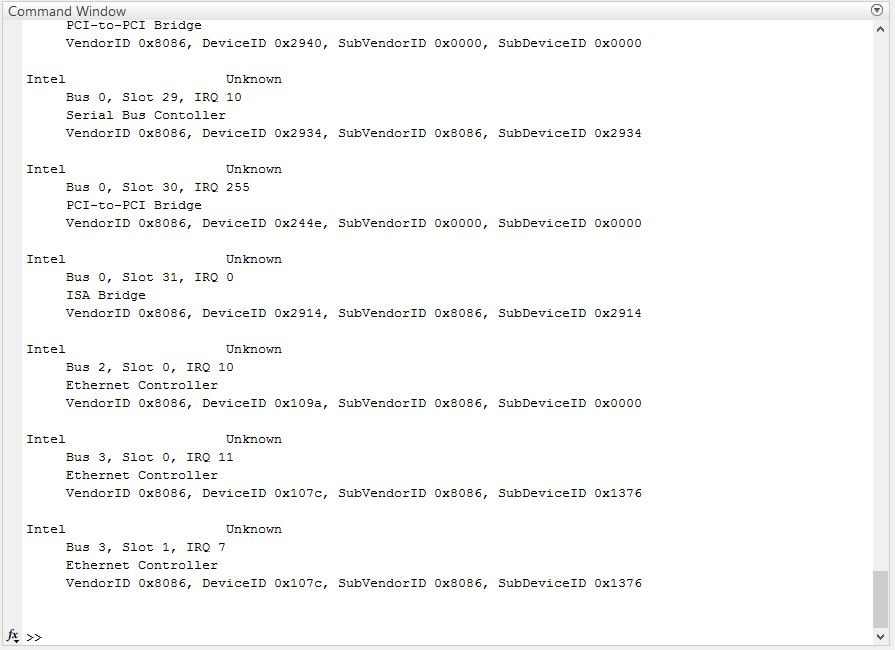 Command Window
PCI-to-PCI Bridge
VendorID 0x8086, DeviceID 0x2940, SubVendorID 0x0000, SubDeviceID 0x0000
Intel Unknown
Bus 0, Slot 29, IRQ 10
Serial Bus Contoller
VendorID 0x8086, DeviceID 0x2934, SubVendorID 0x8086, SubDeviceID 0x2934
Intel Unknown
Bus 0, Slot 30, IRQ 255
PCI-to-PCI Bridge
VendorID 0x8086, DeviceID 0x244e, SubVendorID 0x0000, SubDeviceID 0x0000
Intel Unknown
Bus 0, Slot 31, IRQ 0
ISA Bridge
VendorID 0x8086, DeviceID 0x2914, SubVendorID 0x8086, SubDeviceID 0x2914
Intel Unknown
Bus 2, Slot 0, IRQ 10
Ethernet Controller
VendorID 0x8086, DeviceID 0x109a, SubVendorID 0x8086, SubDeviceID 0x0000
Intel Unknown
Bus 3, Slot 0, IRQ 11
Ethernet Controller
VendorID 0x8086, DeviceID 0x107c, SubVendorID 0x8086, SubDeviceID 0x1376
Intel Unknown
Bus 3, Slot 1, IRQ 7
Ethernet Controller
VendorID 0x8086, DeviceID 0x107c, SubVendorID 0x8086, SubDeviceID 0x1376
fx >>